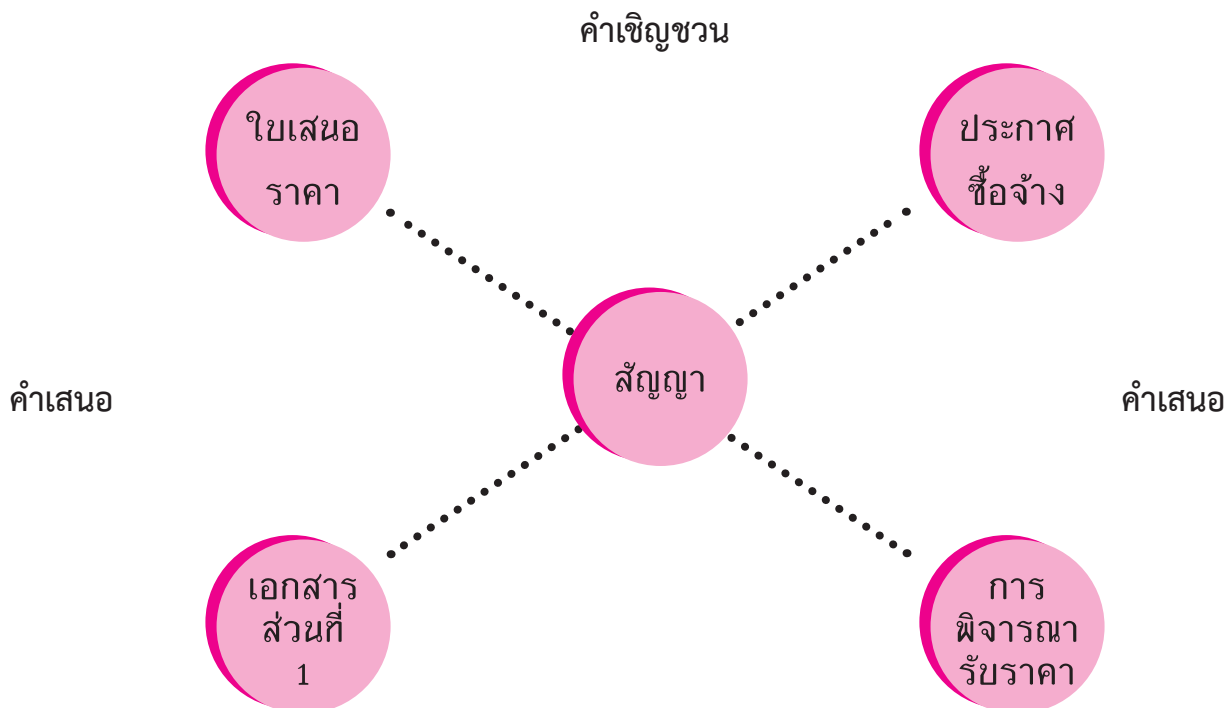 คำเชิญชวน
ใบเสนอ
ราคา
ประกาศ
ซื้อจ้าง
สัญญา
คำเสนอ
คำเสนอ
เอกสาร
ส่วนที่
1
การ
พิจารณา
รับราคา